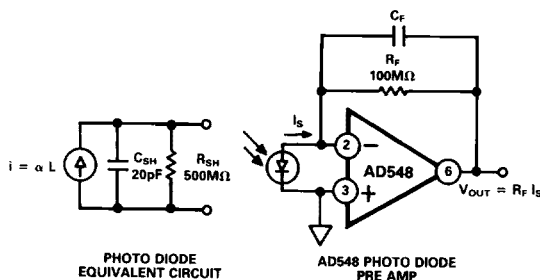 i = α L
C_SH
20pF
R_SH
500MΩ
PHOTO DIODE
EQUIVALENT CIRCUIT
C_F
R_F
100MΩ
I_S
2
−
AD548
3
+
6
V_OUT = R_F I_S
AD548 PHOTO DIODE
PRE AMP